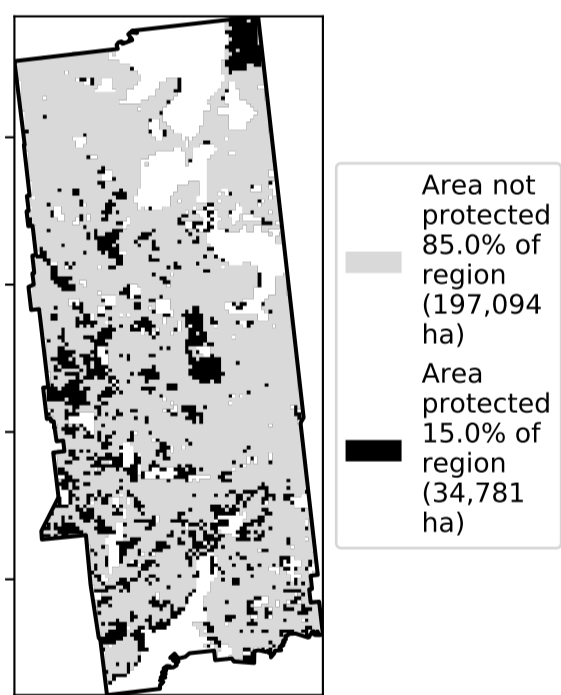 Area not
protected
85.0% of
region
(197,094
ha)
Area
protected
15.0% of
region
(34,781
ha)